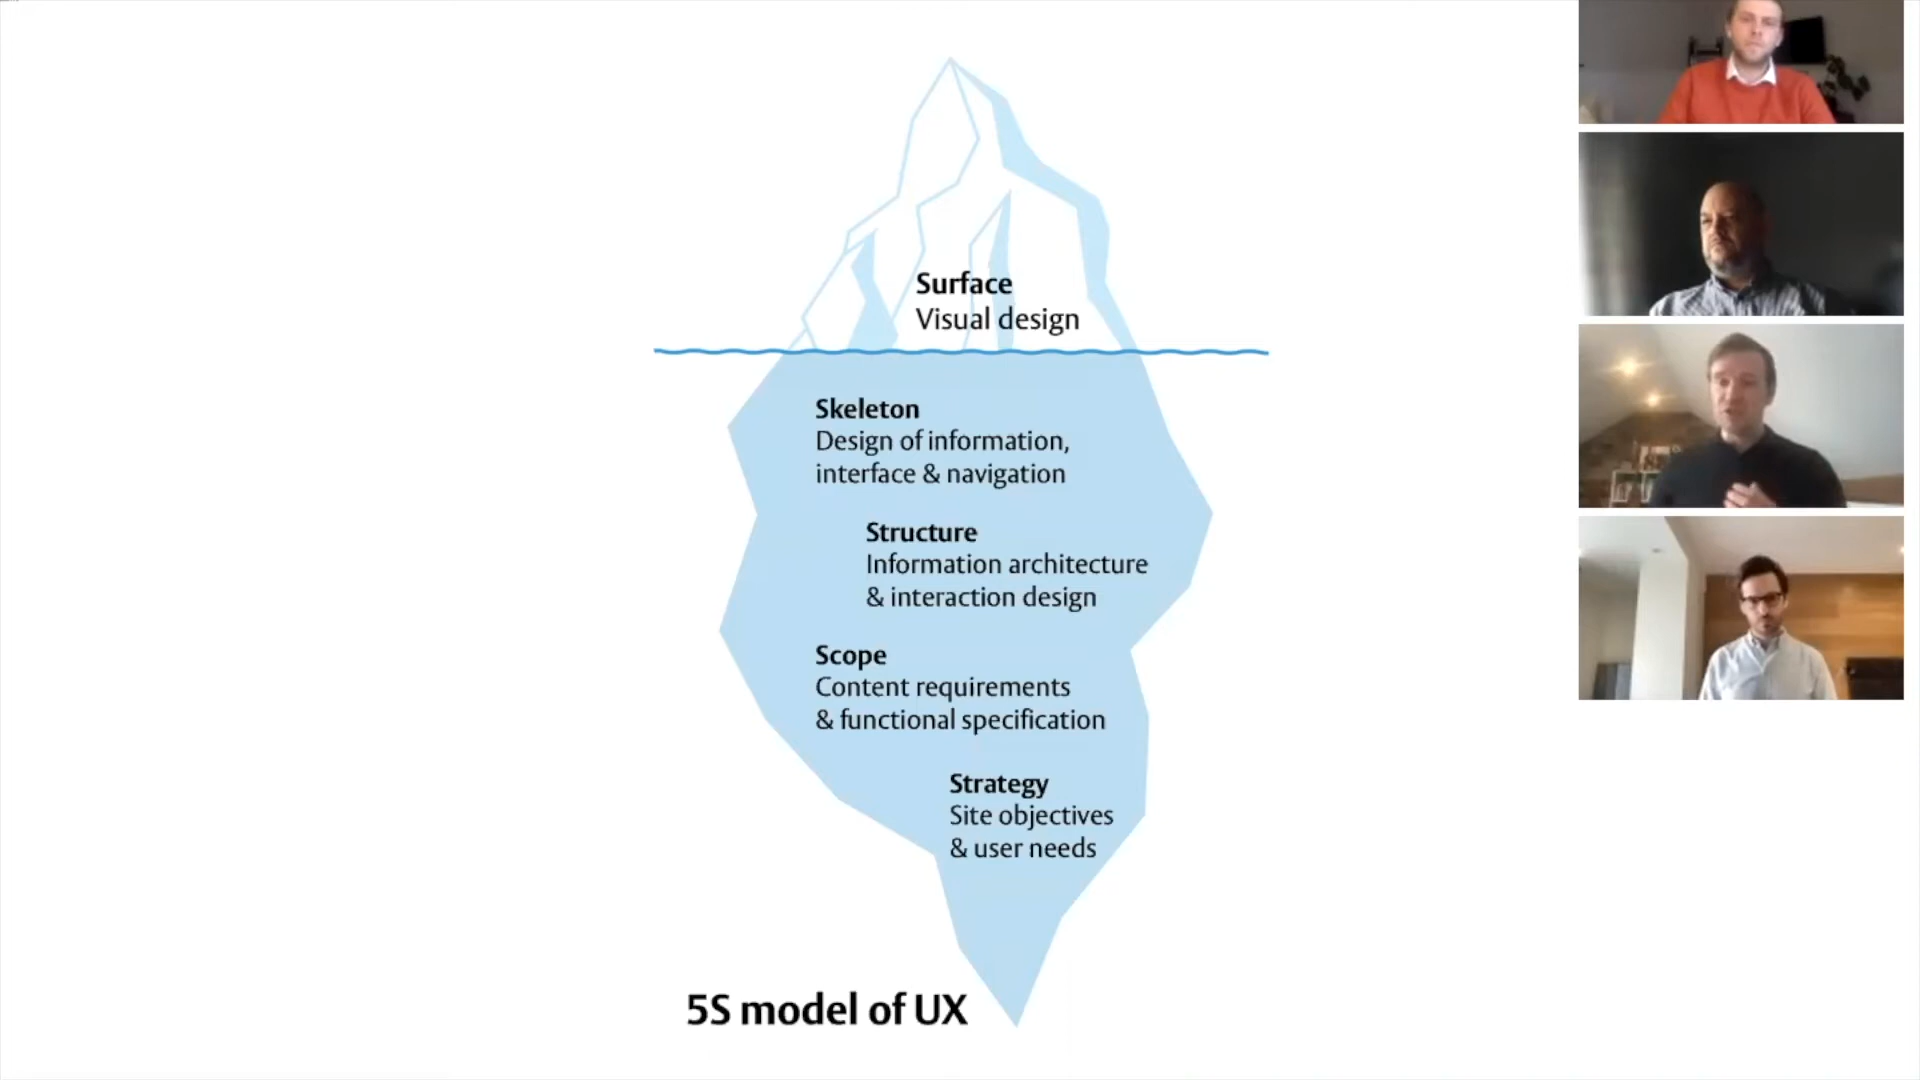 Surface
Visual design
Skeleton
Design of information,
interface & navigation
Structure
Information architecture
& interaction design
Scope
Content requirements
& functional specification
Strategy
Site objectives
& user needs
5S model of UX